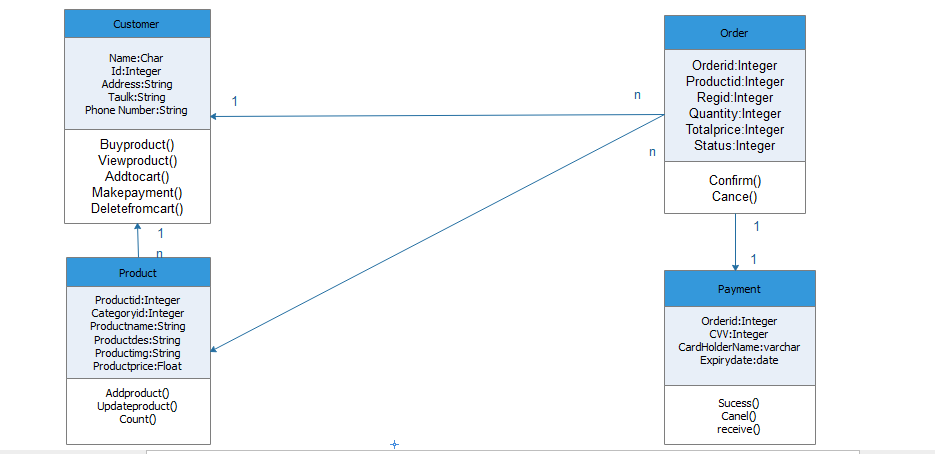 Customer
Name:Char
Id:Integer
Address:String
Taulk:String
Phone Number:String
Buyproduct()
Viewproduct()
Addtocart()
Makepayment()
Deletefromcart()
1
n
n
Order
Orderid:Integer
Productid:Integer
Regid:Integer
Quantity:Integer
Totalprice:Integer
Status:Integer
Confirm()
Cance()
1
n
Product
Productid:Integer
Categoryid:Integer
Productname:String
Productdes:String
Productimg:String
Productprice:Float
Addproduct()
Updateproduct()
Count()
1
1
Payment
Orderid:Integer
CVV:Integer
CardHolderName:varchar
Expirydate:date
Sucess()
Canel()
receive()